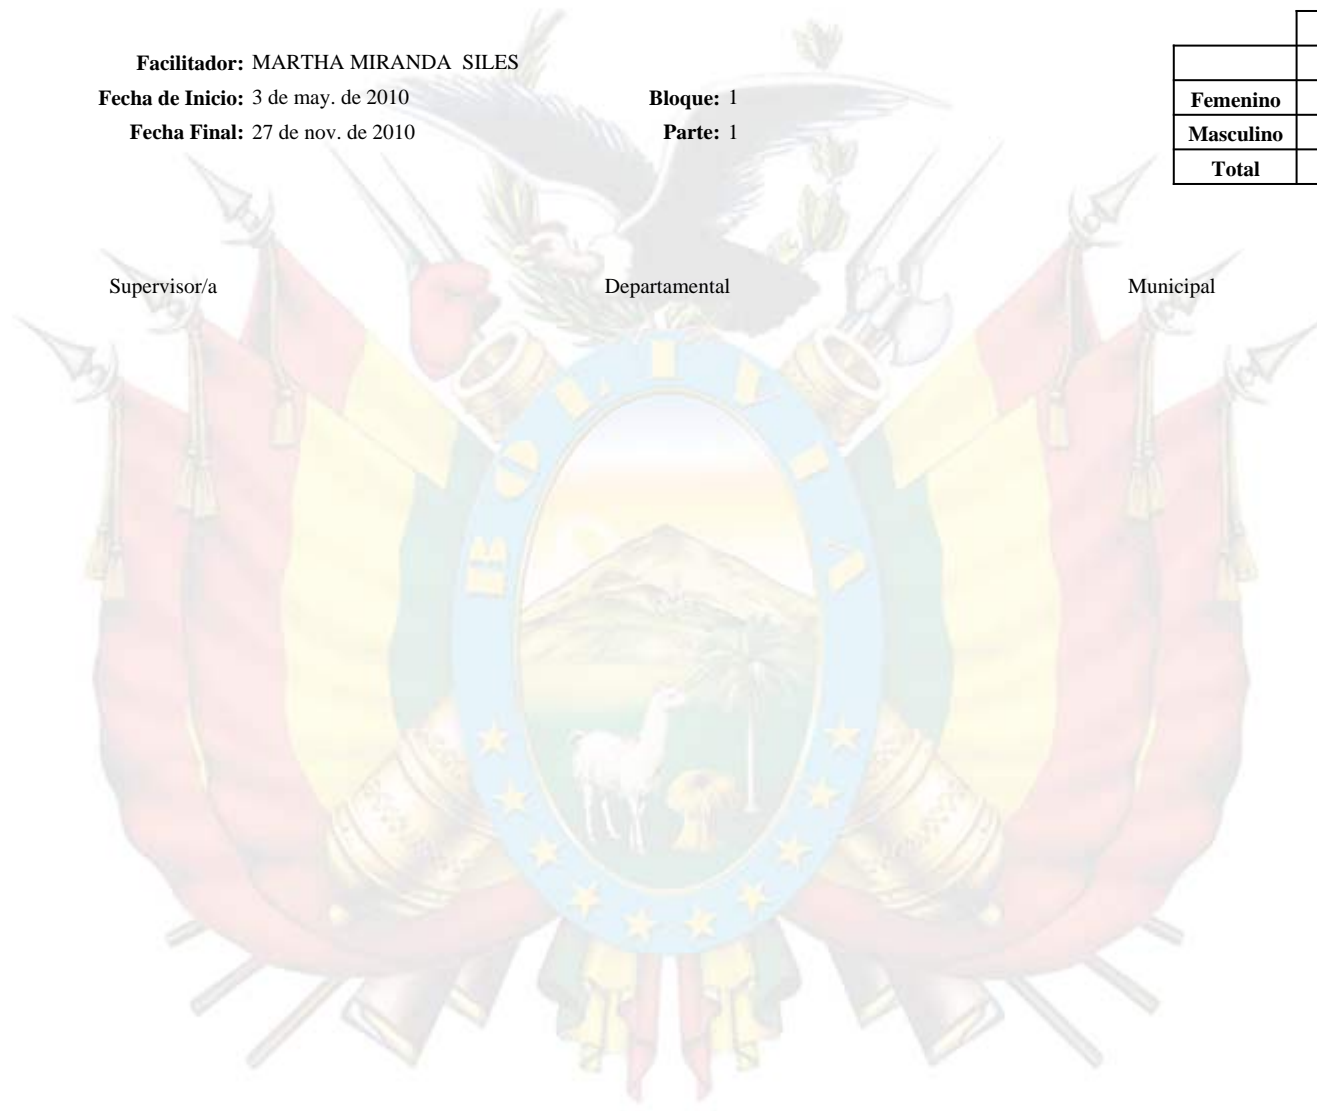 Facilitador: MARTHA MIRANDA SILES
Fecha de Inicio: 3 de may. de 2010 Bloque: 1
Fecha Final: 27 de nov. de 2010 Parte: 1
Femenino
Masculino
Total
Supervisor/a Departamental Municipal
BOLIVIA